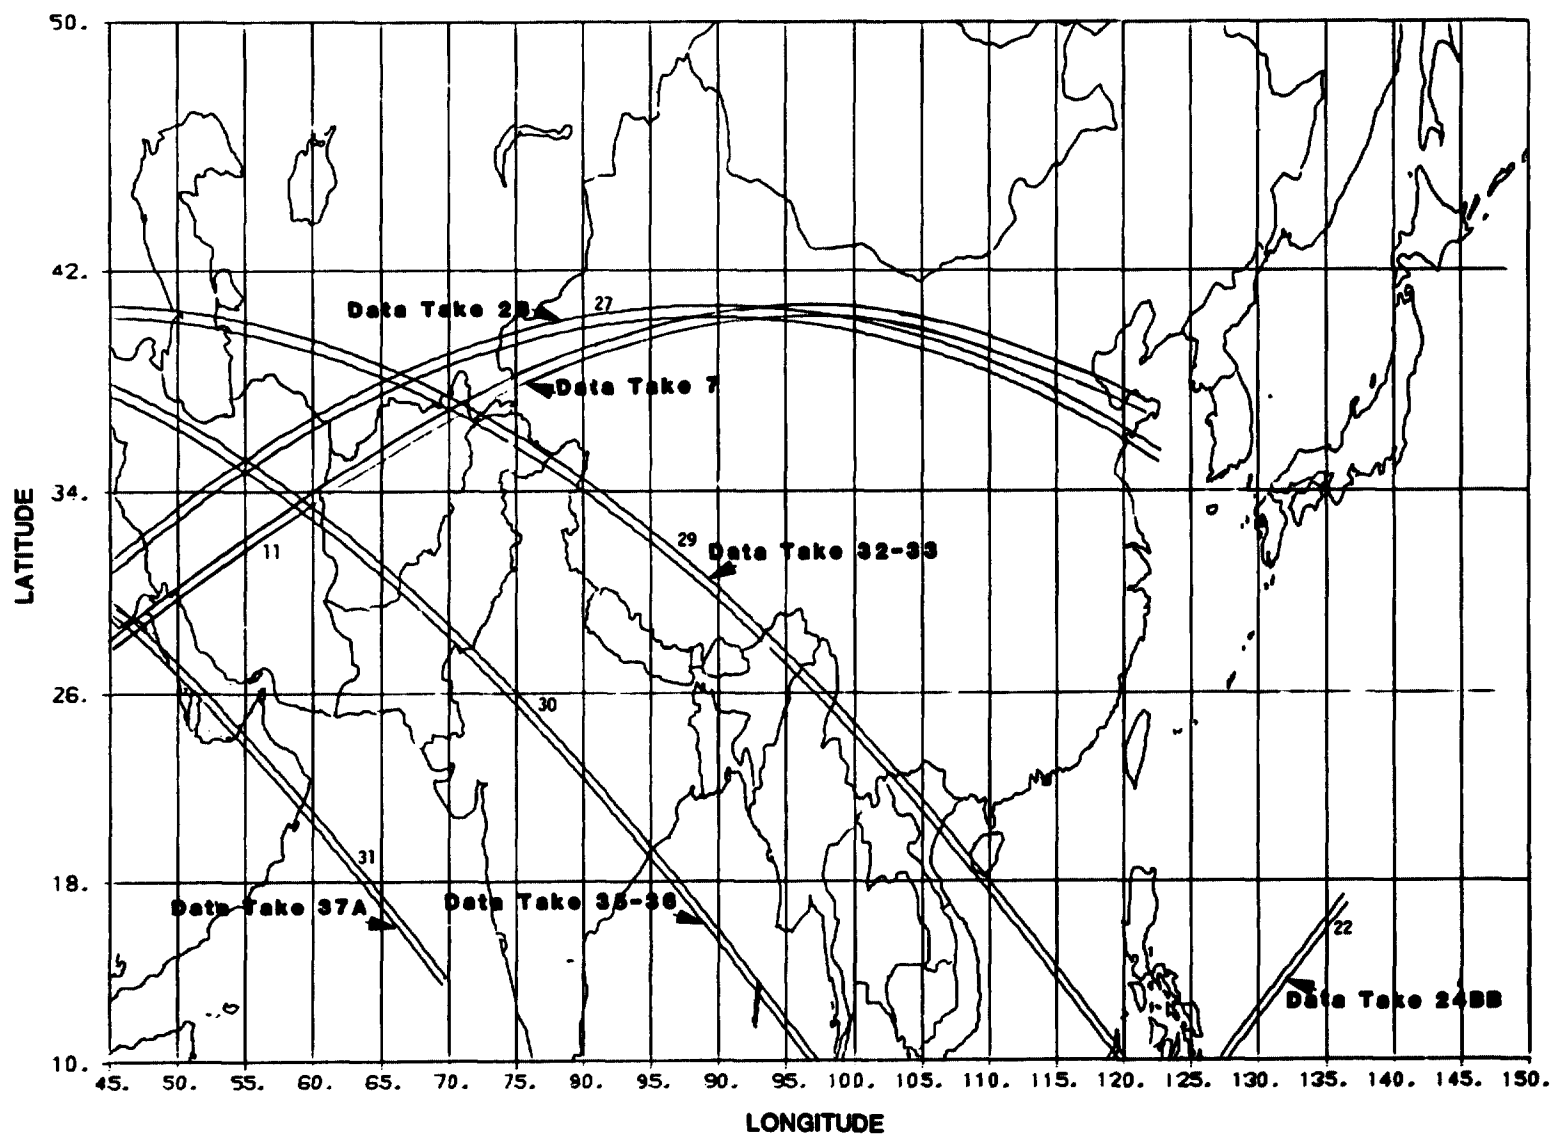 50.
42.
34.
26.
18.
10.
LATITUDE
Data Take 28
27
Data Take 7
11
29
Data Take 32-33
30
31
Data Take 37A
Data Take 35-36
22
Data Take 24BB
45. 50. 55. 60. 65. 70. 75. 80. 85. 90. 95. 100. 105. 110. 115. 120. 125. 130. 135. 140. 145. 150.
LONGITUDE